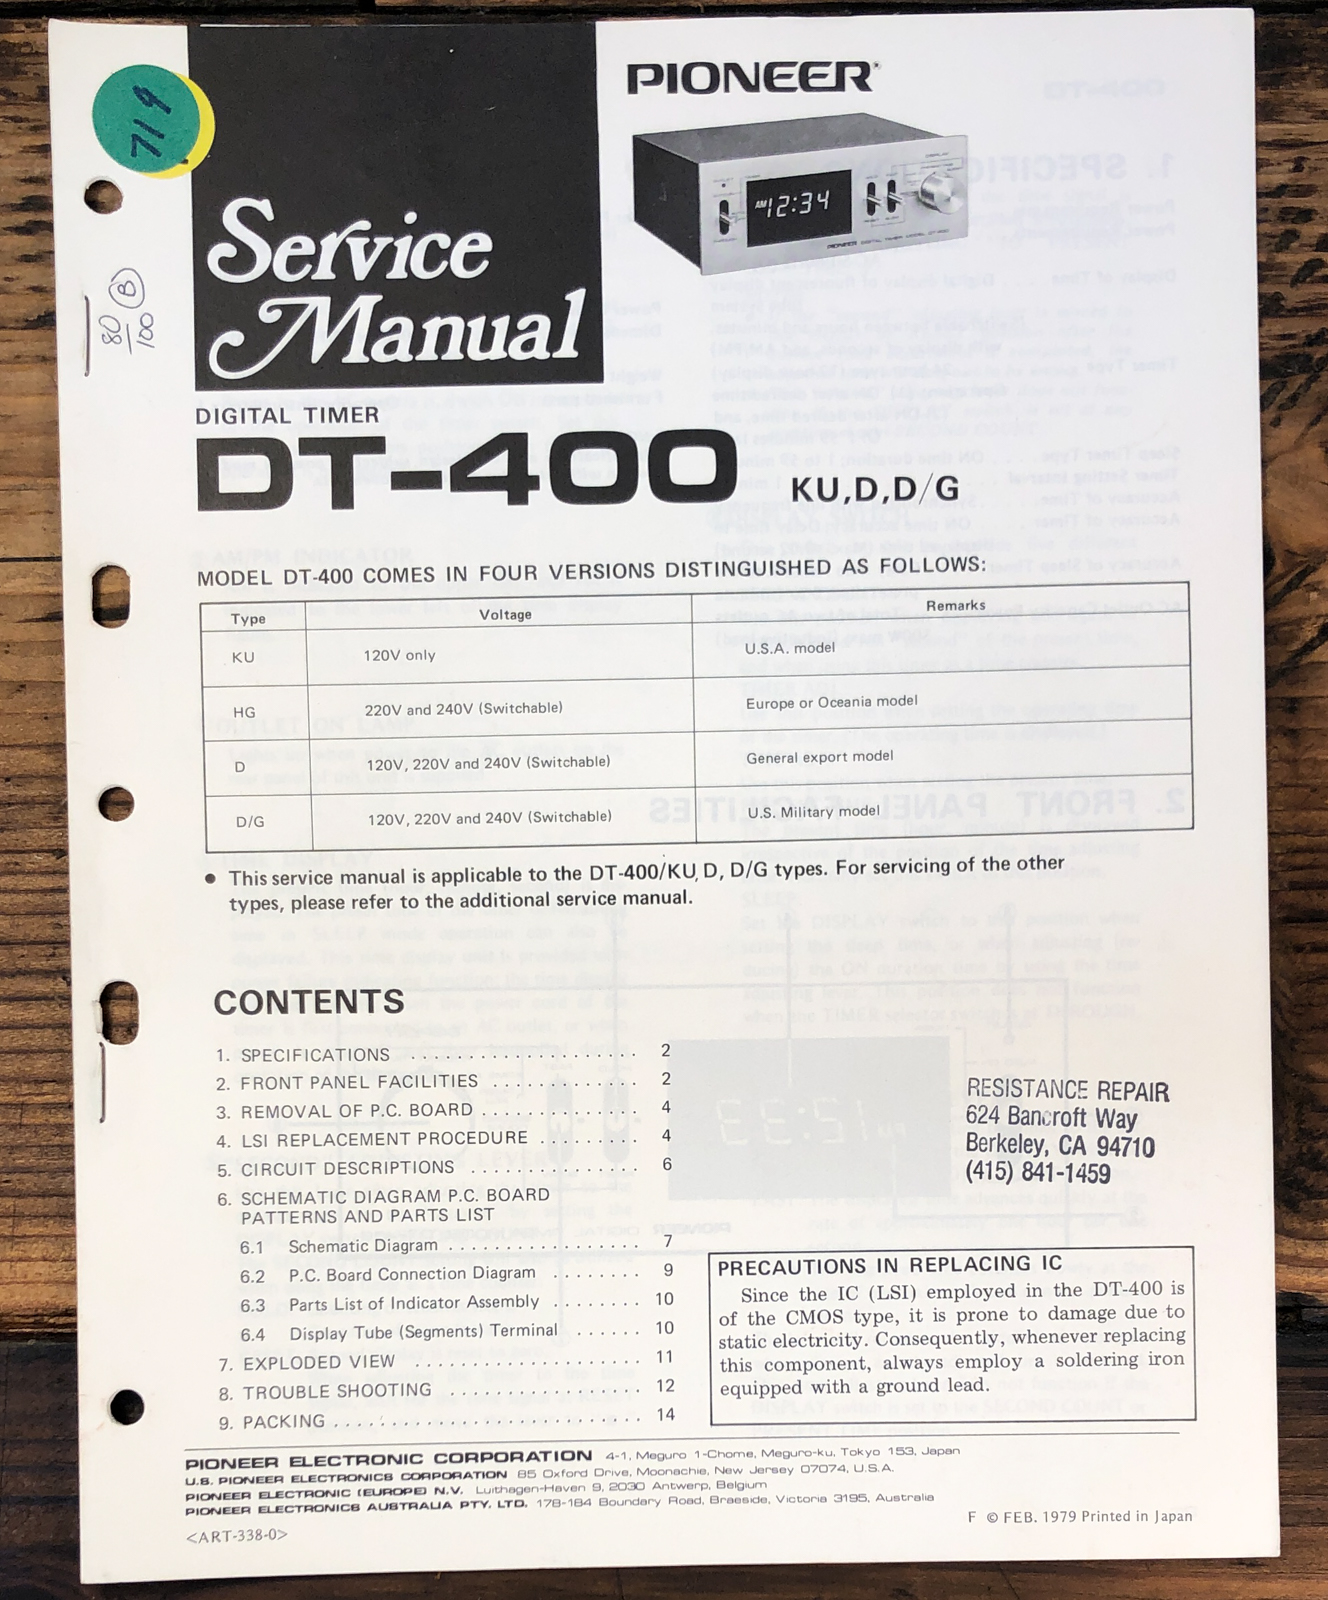 719
80
100
B
Service
Manual
PIONEER
AM 12:34
DIGITAL TIMER
DT-400 KU,D,D/G
MODEL DT-400 COMES IN FOUR VERSIONS DISTINGUISHED AS FOLLOWS:
Type Voltage Remarks
KU 120V only U.S.A. model
HG 220V and 240V (Switchable) Europe or Oceania model
D 120V, 220V and 240V (Switchable) General export model
D/G 120V, 220V and 240V (Switchable) U.S. Military model
● This service manual is applicable to the DT-400/KU, D, D/G types. For servicing of the other
types, please refer to the additional service manual.
CONTENTS
1. SPECIFICATIONS . . . . . . . . . . . . . . . . . . . . 2
2. FRONT PANEL FACILITIES . . . . . . . . . . . . 2
3. REMOVAL OF P.C. BOARD . . . . . . . . . . . . . 4
4. LSI REPLACEMENT PROCEDURE . . . . . . . . . 4
5. CIRCUIT DESCRIPTIONS . . . . . . . . . . . . . . 6
6. SCHEMATIC DIAGRAM P.C. BOARD
PATTERNS AND PARTS LIST
6.1 Schematic Diagram . . . . . . . . . . . . . . . . . 7
6.2 P.C. Board Connection Diagram . . . . . . . . 9
6.3 Parts List of Indicator Assembly . . . . . . . . 10
6.4 Display Tube (Segments) Terminal . . . . . . 10
7. EXPLODED VIEW . . . . . . . . . . . . . . . . . . . . 11
8. TROUBLE SHOOTING . . . . . . . . . . . . . . . . . 12
9. PACKING . . . . . . . . . . . . . . . . . . . . . . . . . . 14
RESISTANCE REPAIR
624 Bancroft Way
Berkeley, CA 94710
(415) 841-1459
PRECAUTIONS IN REPLACING IC
Since the IC (LSI) employed in the DT-400 is
of the CMOS type, it is prone to damage due to
static electricity. Consequently, whenever replacing
this component, always employ a soldering iron
equipped with a ground lead.
PIONEER ELECTRONIC CORPORATION 4-1, Meguro 1-Chome, Meguro-ku, Tokyo 153, Japan
U.S. PIONEER ELECTRONICS CORPORATION 85 Oxford Drive, Moonachie, New Jersey 07074, U.S.A.
PIONEER ELECTRONIC (EUROPE) N.V. Luithagen-Haven 9, 2030 Antwerp, Belgium
PIONEER ELECTRONICS AUSTRALIA PTY. LTD. 178-184 Boundary Road, Braeside, Victoria 3195, Australia
<ART-338-0>
F © FEB. 1979 Printed in Japan